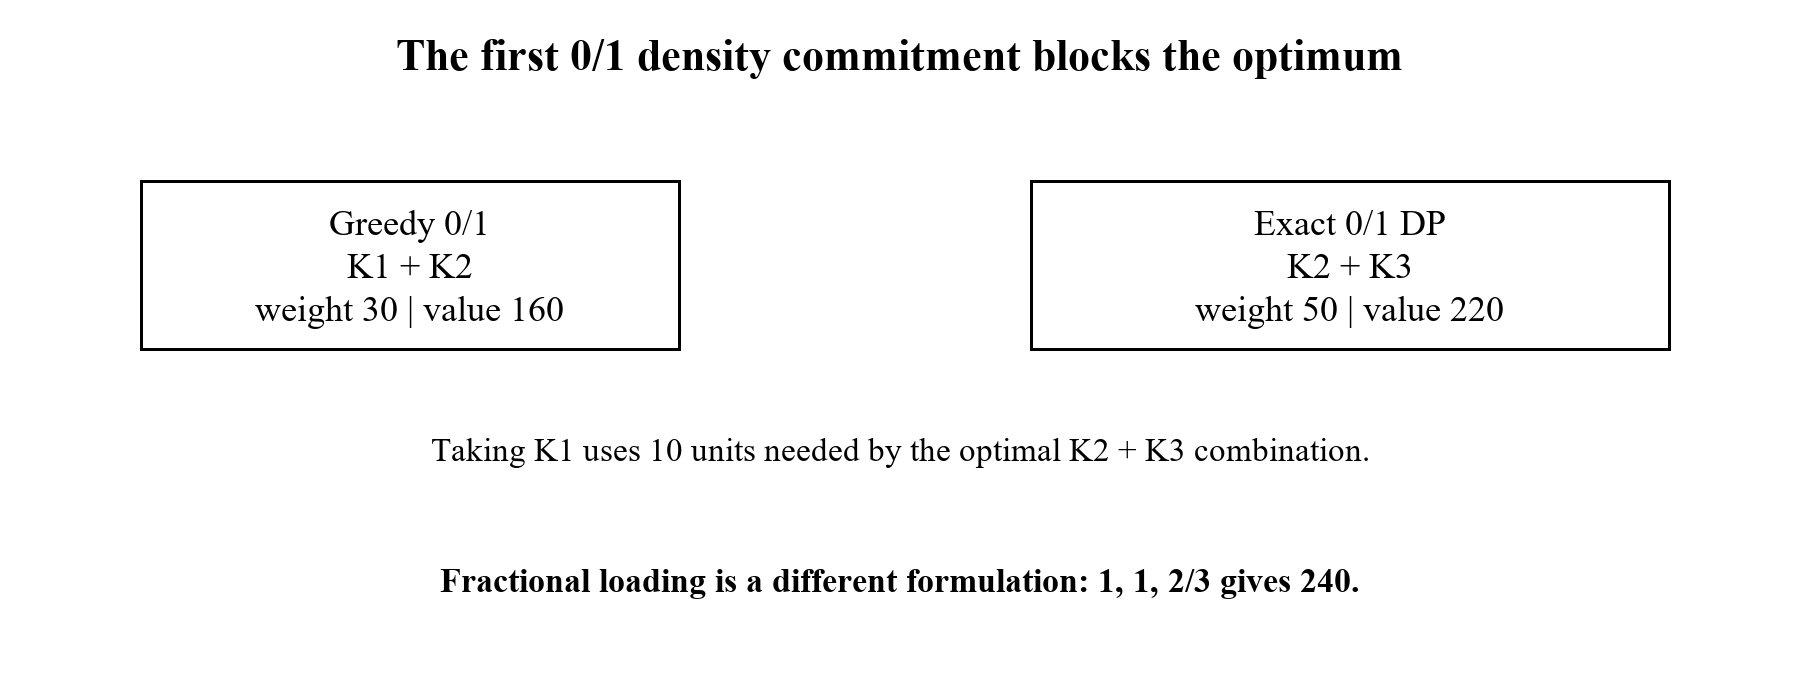 The first 0/1 density commitment blocks the optimum
Greedy 0/1
K1 + K2
weight 30 | value 160
Exact 0/1 DP
K2 + K3
weight 50 | value 220
Taking K1 uses 10 units needed by the optimal K2 + K3 combination.
Fractional loading is a different formulation: 1, 1, 2/3 gives 240.